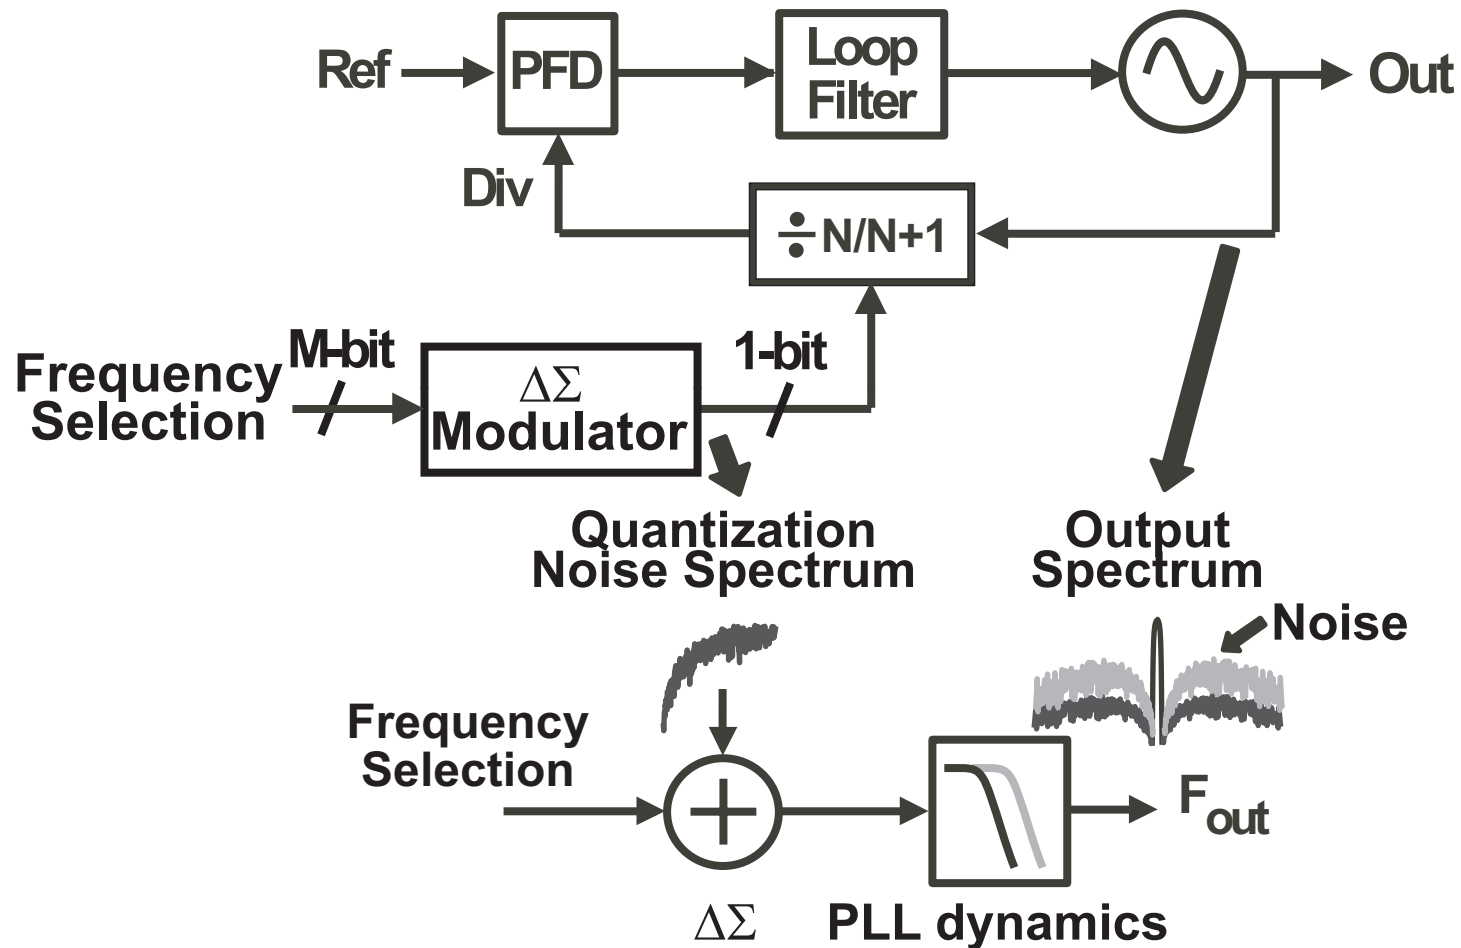 Ref
PFD
Loop
Filter
Out
Div
÷ N/N+1
M-bit
1-bit
Frequency
Selection
ΔΣ
Modulator
Quantization
Noise Spectrum
Output
Spectrum
Noise
Frequency
Selection
F out
ΔΣ
PLL dynamics